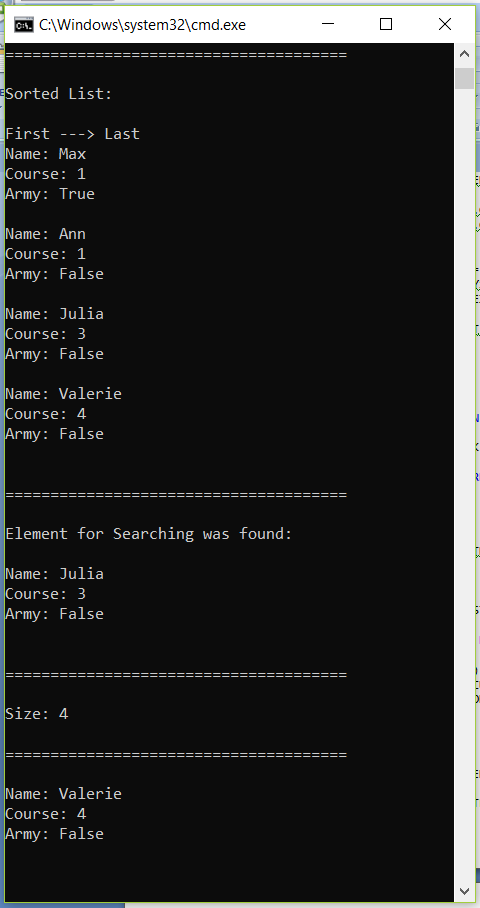 C:\Windows\system32\cmd.exe
======================================
Sorted List:
First ---> Last
Name: Max
Course: 1
Army: True
Name: Ann
Course: 1
Army: False
Name: Julia
Course: 3
Army: False
Name: Valerie
Course: 4
Army: False
======================================
Element for Searching was found:
Name: Julia
Course: 3
Army: False
======================================
Size: 4
======================================
Name: Valerie
Course: 4
Army: False